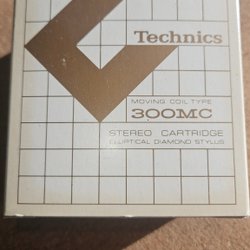 Technics
MOVING COIL TYPE
300MC
STEREO CARTRIDGE
ELLIPTICAL DIAMOND STYLUS